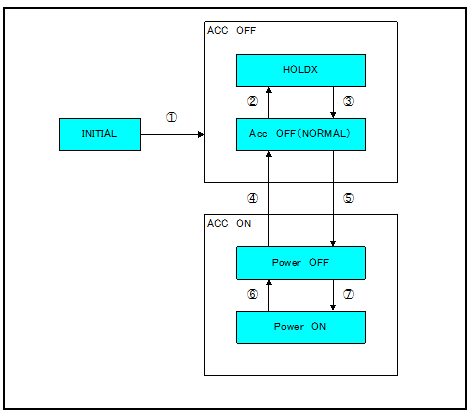 ACC OFF
HOLDX
②
③
①
INITIAL
Acc OFF(NORMAL)
④
⑤
ACC ON
Power OFF
⑥
⑦
Power ON